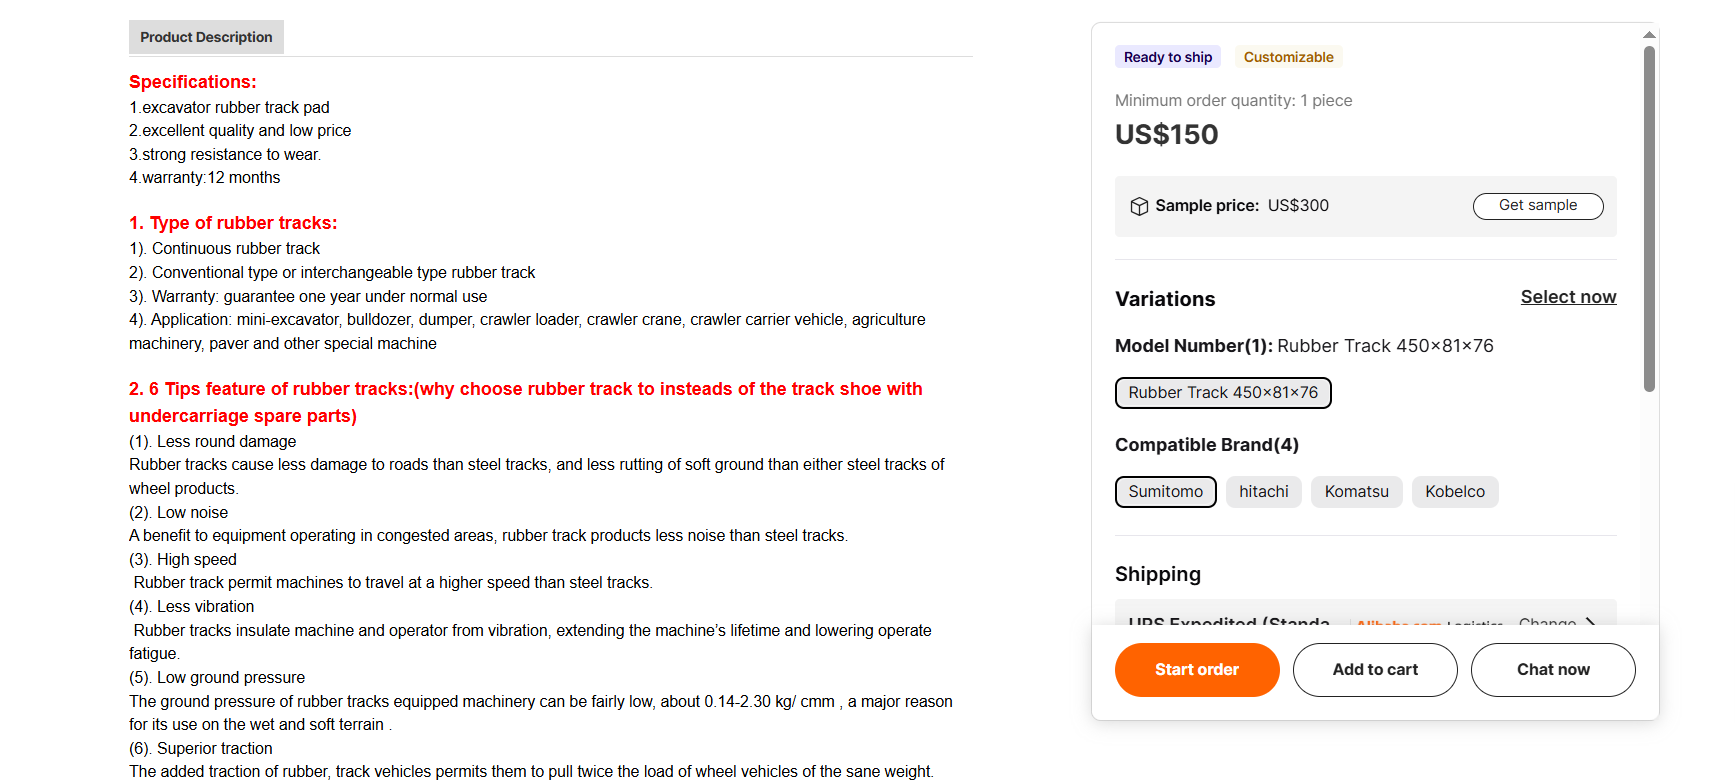 Product Description
Specifications:
1.excavator rubber track pad
2.excellent quality and low price
3.strong resistance to wear.
4.warranty:12 months
1. Type of rubber tracks:
1). Continuous rubber track
2). Conventional type or interchangeable type rubber track
3). Warranty: guarantee one year under normal use
4). Application: mini-excavator, bulldozer, dumper, crawler loader, crawler crane, crawler carrier vehicle, agriculture
machinery, paver and other special machine
2. 6 Tips feature of rubber tracks:(why choose rubber track to insteads of the track shoe with
undercarriage spare parts)
(1). Less round damage
Rubber tracks cause less damage to roads than steel tracks, and less rutting of soft ground than either steel tracks of
wheel products.
(2). Low noise
A benefit to equipment operating in congested areas, rubber track products less noise than steel tracks.
(3). High speed
Rubber track permit machines to travel at a higher speed than steel tracks.
(4). Less vibration
Rubber tracks insulate machine and operator from vibration, extending the machine’s lifetime and lowering operate
fatigue.
(5). Low ground pressure
The ground pressure of rubber tracks equipped machinery can be fairly low, about 0.14-2.30 kg/ cmm , a major reason
for its use on the wet and soft terrain .
(6). Superior traction
The added traction of rubber, track vehicles permits them to pull twice the load of wheel vehicles of the sane weight.
Ready to ship
Customizable
Minimum order quantity: 1 piece
US$150
Sample price: US$300
Get sample
Variations
Select now
Model Number(1): Rubber Track 450×81×76
Rubber Track 450×81×76
Compatible Brand(4)
Sumitomo
hitachi
Komatsu
Kobelco
Shipping
UPS Expedited (Standa
Alibaba.com Logistics
Change
Start order
Add to cart
Chat now